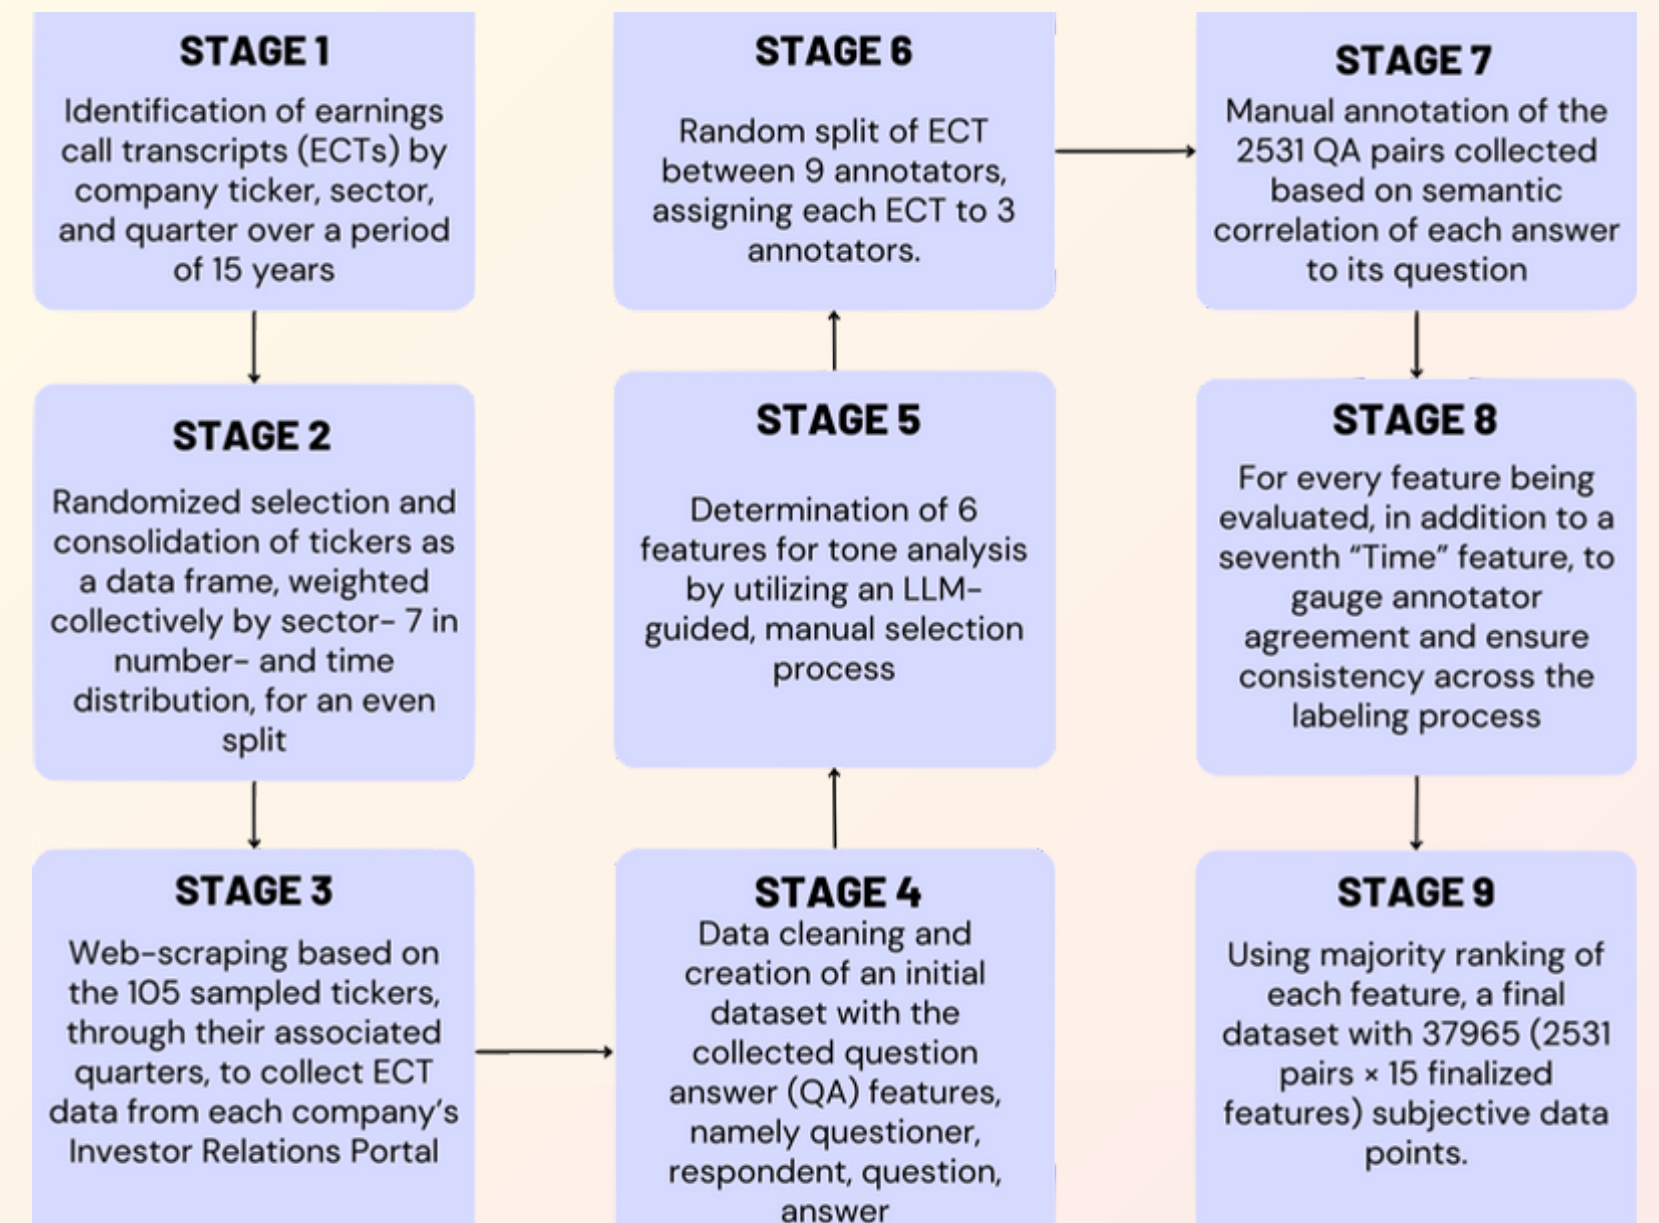 STAGE 1
Identification of earnings
call transcripts (ECTs) by
company ticker, sector,
and quarter over a period
of 15 years
STAGE 2
Randomized selection and
consolidation of tickers as
a data frame, weighted
collectively by sector- 7 in
number- and time
distribution, for an even
split
STAGE 3
Web-scraping based on
the 105 sampled tickers,
through their associated
quarters, to collect ECT
data from each company's
Investor Relations Portal
STAGE 4
Data cleaning and
creation of an initial
dataset with the
collected question
answer (QA) features,
namely questioner,
respondent, question,
answer
STAGE 5
Determination of 6
features for tone analysis
by utilizing an LLM-
guided, manual selection
process
STAGE 6
Random split of ECT
between 9 annotators,
assigning each ECT to 3
annotators.
STAGE 7
Manual annotation of the
2531 QA pairs collected
based on semantic
correlation of each answer
to its question
STAGE 8
For every feature being
evaluated, in addition to a
seventh “Time” feature, to
gauge annotator
agreement and ensure
consistency across the
labeling process
STAGE 9
Using majority ranking of
each feature, a final
dataset with 37965 (2531
pairs × 15 finalized
features) subjective data
points.